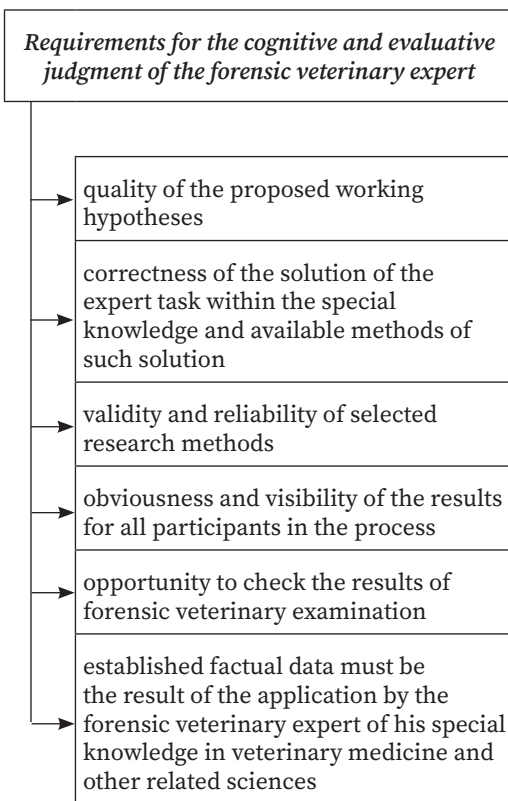 Requirements for the cognitive and evaluative
judgment of the forensic veterinary expert
quality of the proposed working
hypotheses
correctness of the solution of the
expert task within the special
knowledge and available methods of
such solution
validity and reliability of selected
research methods
obviousness and visibility of the results
for all participants in the process
opportunity to check the results of
forensic veterinary examination
established factual data must be
the result of the application by the
forensic veterinary expert of his special
knowledge in veterinary medicine and
other related sciences